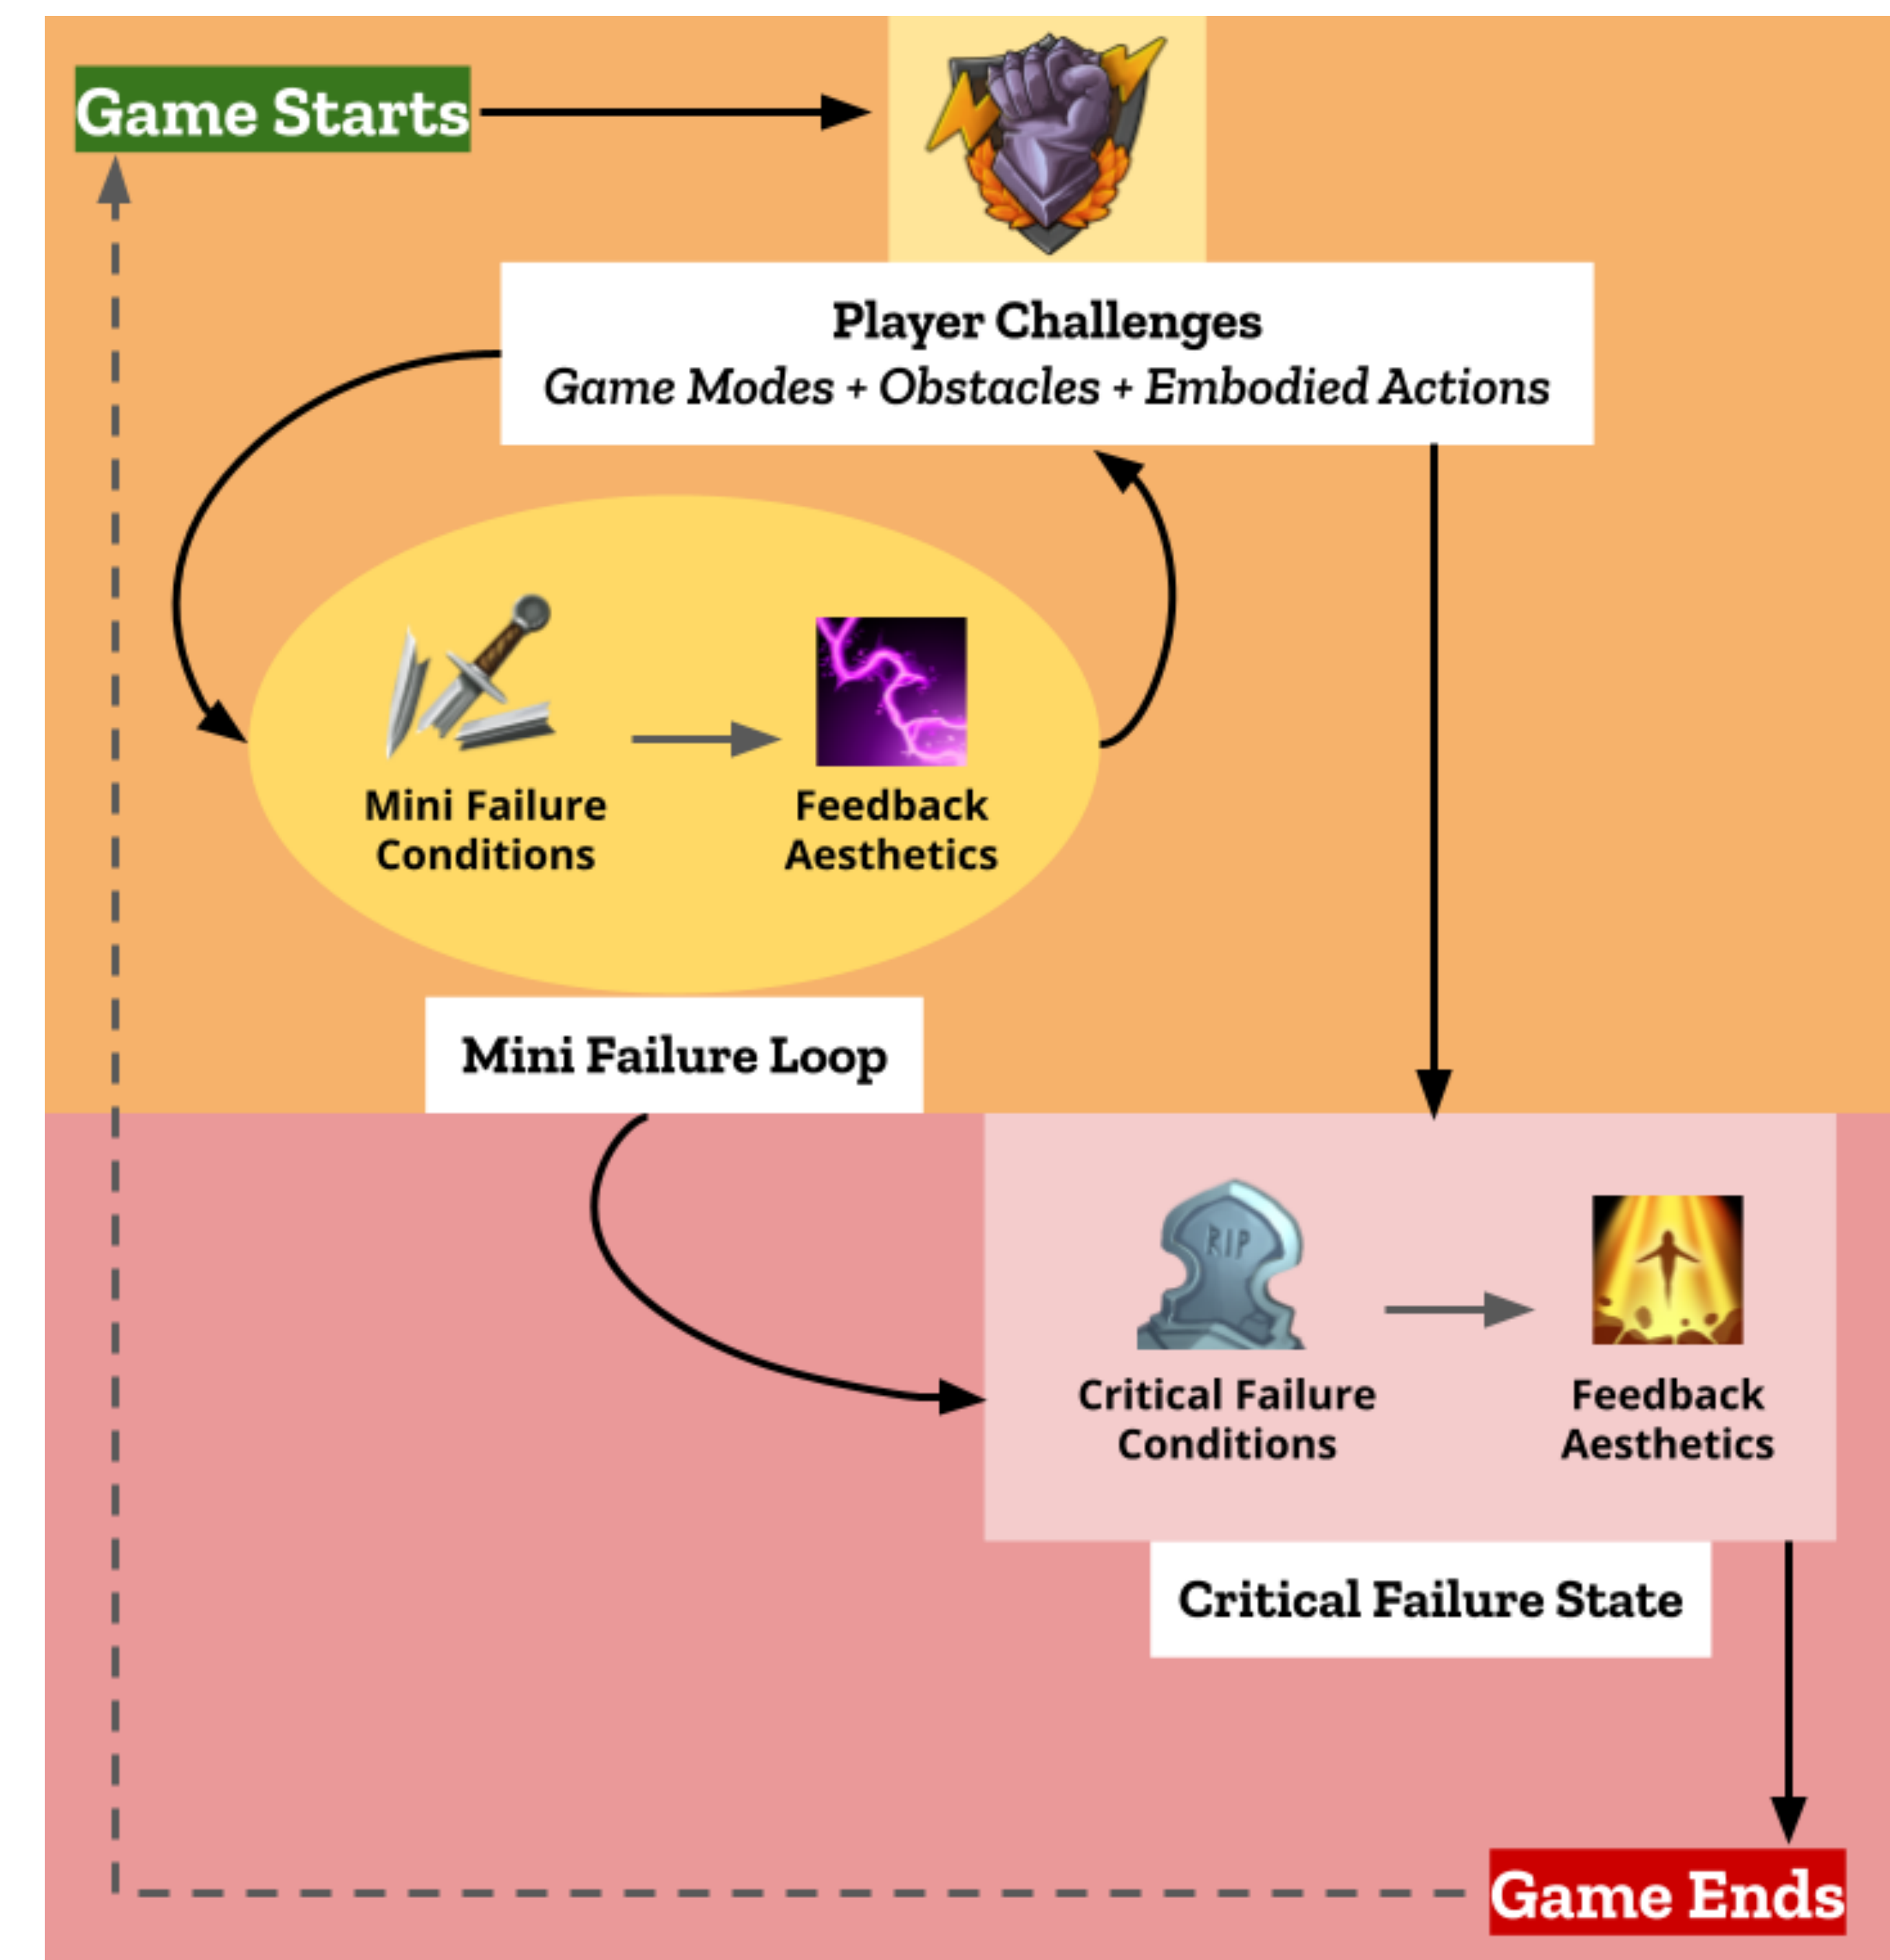 Game Starts
Player Challenges
Game Modes + Obstacles + Embodied Actions
Mini Failure
Conditions
Feedback
Aesthetics
Mini Failure Loop
RIP
Critical Failure
Conditions
Feedback
Aesthetics
Critical Failure State
Game Ends